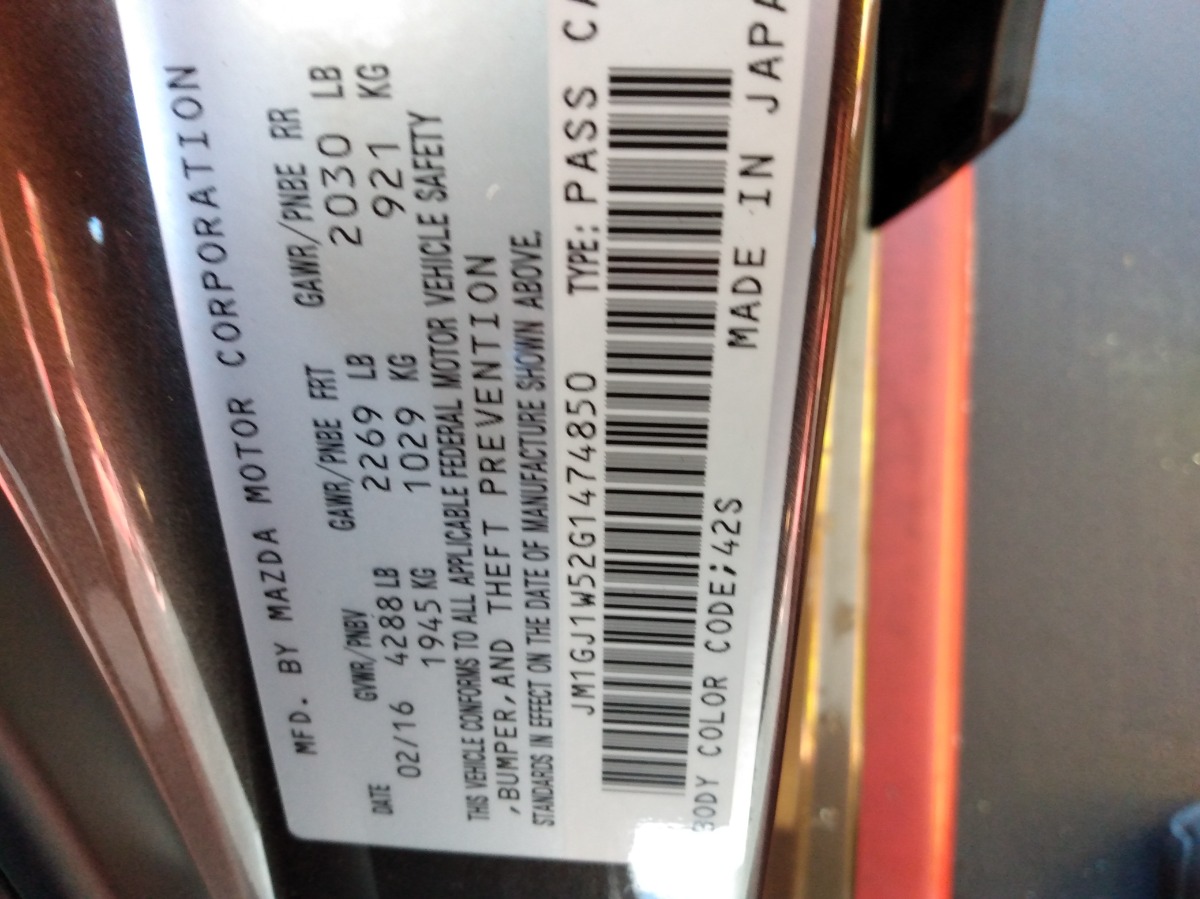 MFD. BY MAZDA MOTOR CORPORATION
DATE GVWR/PNBV GAWR/PNBE FRT GAWR/PNBE RR
02/16 4288 LB 2269 LB 2030 LB
1945 KG 1029 KG 921 KG
THIS VEHICLE CONFORMS TO ALL APPLICABLE FEDERAL MOTOR VEHICLE SAFETY
,BUMPER,AND THEFT PREVENTION
STANDARDS IN EFFECT ON THE DATE OF MANUFACTURE SHOWN ABOVE.
JM1GJ1W52G1474850 TYPE: PASS CA
BODY COLOR CODE;42S MADE IN JAPA